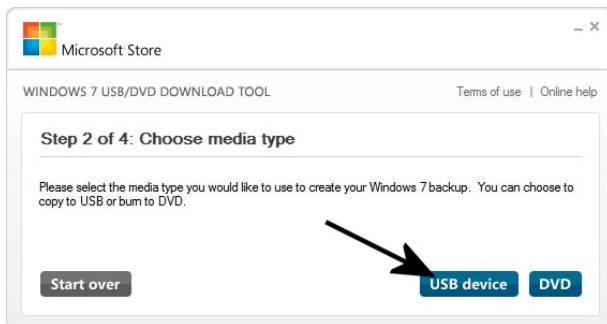 Microsoft Store
WINDOWS 7 USB/DVD DOWNLOAD TOOL Terms of use | Online help
Step 2 of 4: Choose media type
Please select the media type you would like to use to create your Windows 7 backup. You can choose to
copy to USB or burn to DVD.
Start over USB device DVD